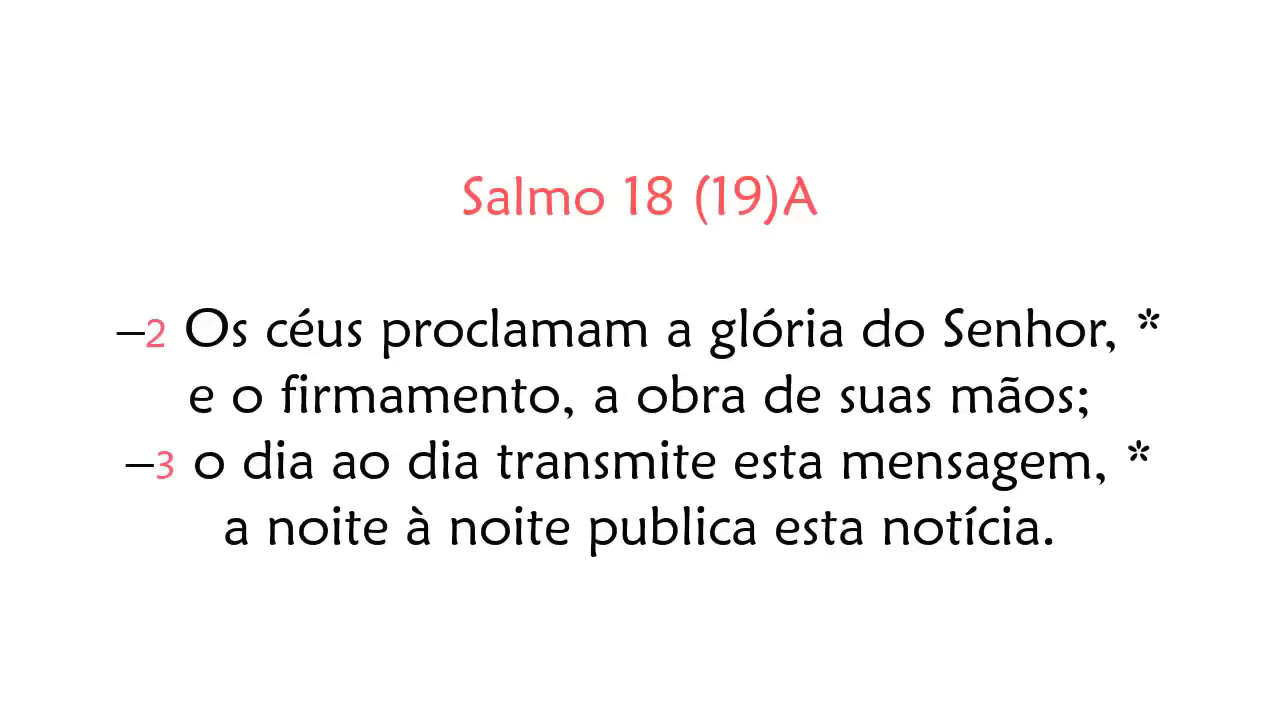 Salmo 18 (19)A
–2 Os céus proclamam a glória do Senhor, *
e o firmamento, a obra de suas mãos;
–3 o dia ao dia transmite esta mensagem, *
a noite à noite publica esta notícia.